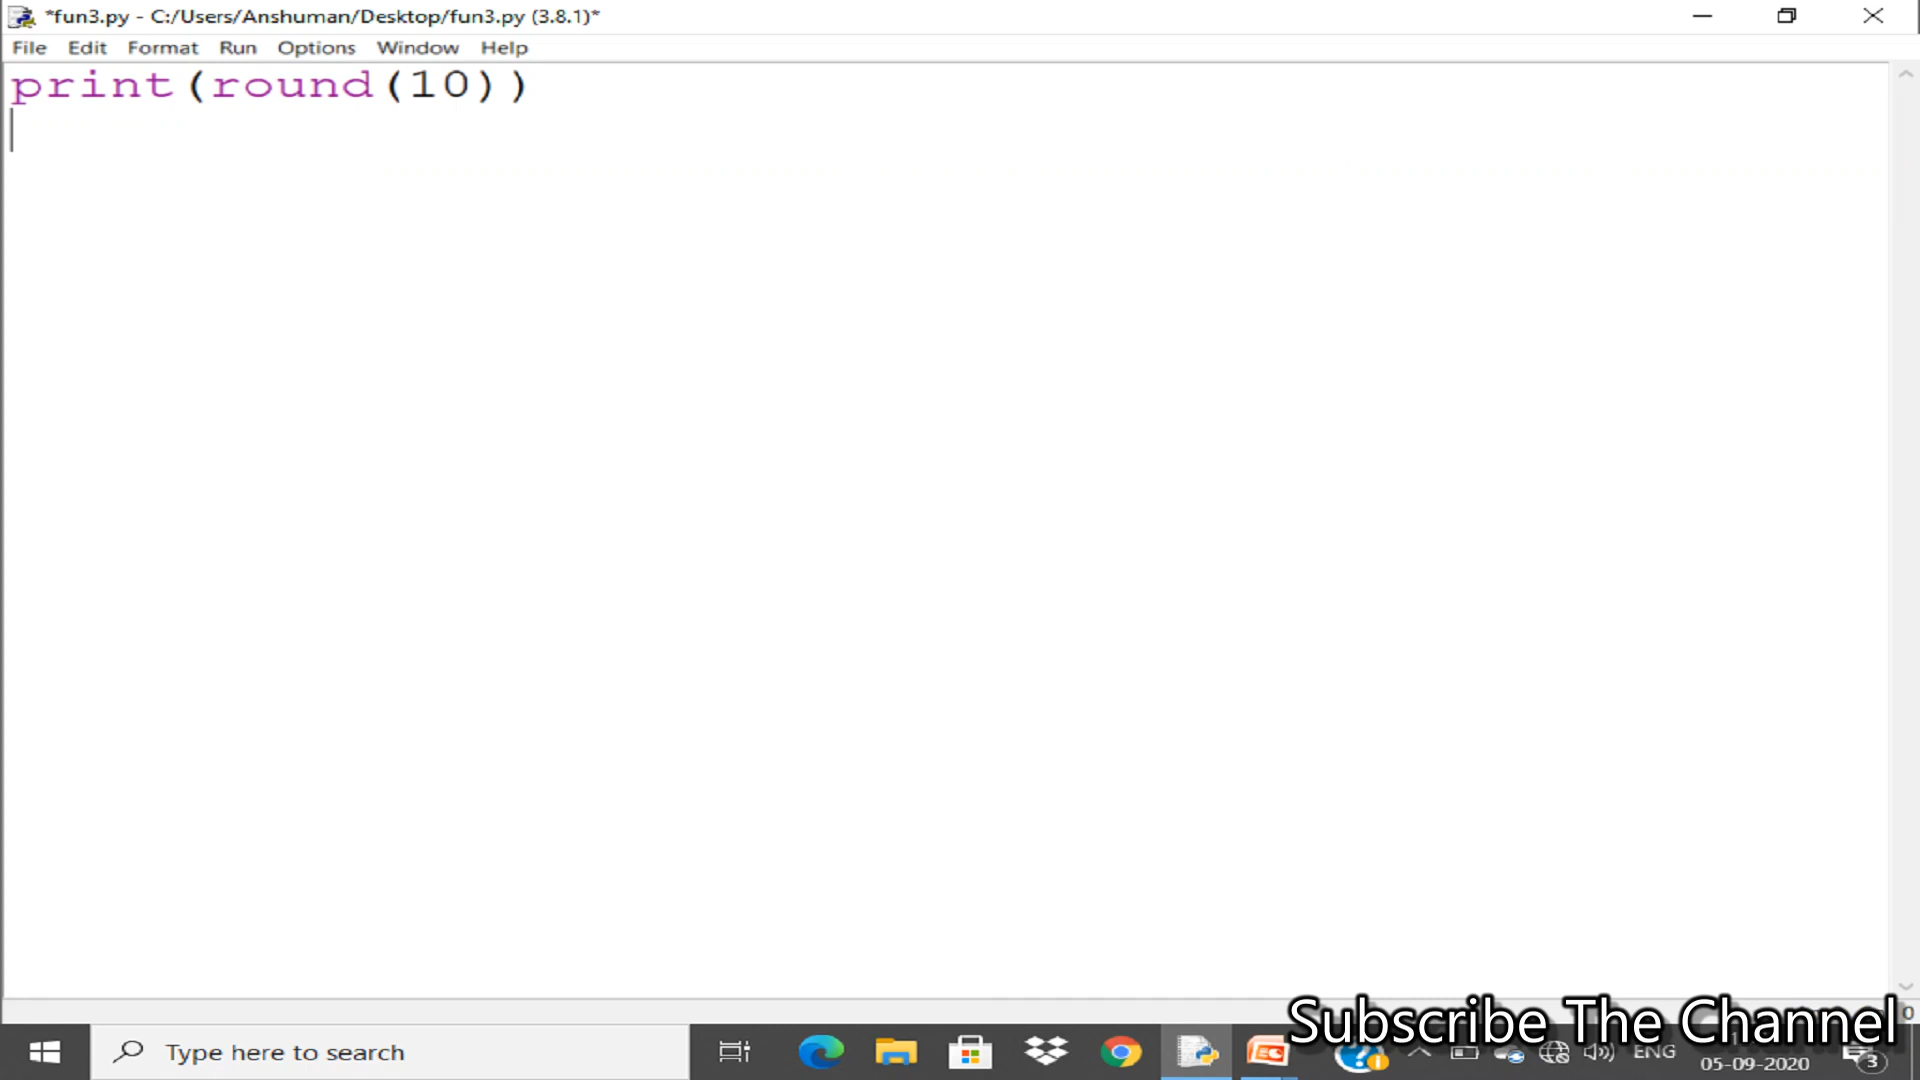 *fun3.py - C:/Users/Anshuman/Desktop/fun3.py (3.8.1)*
File Edit Format Run Options Window Help
print(round(10))
Subscribe The Channel
Type here to search
ENG
05-09-2020
3